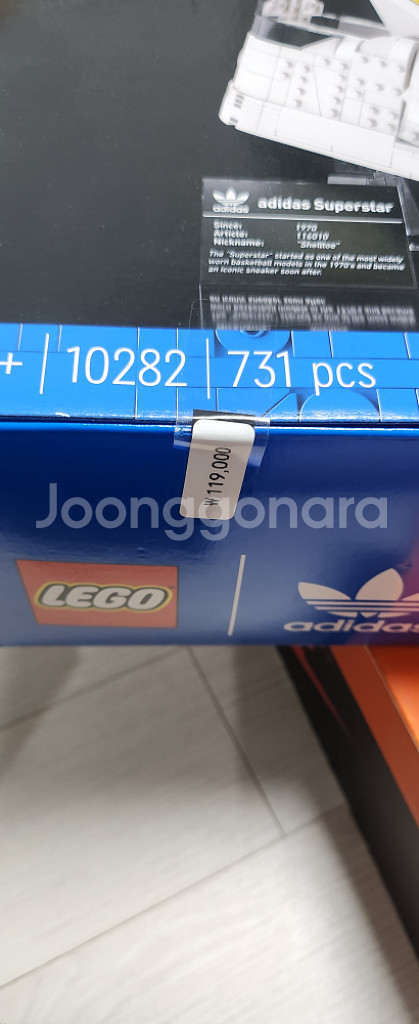 adidas
adidas Superstar
Since: 1970
Article: 116010
Nickname: "Shelltoe"
The "Superstar" started as one of the most widely
worn basketball models in the 1970's and became
an iconic sneaker soon after.
+ | 10282 | 731 pcs
₩119,000
Joonggonara
LEGO | adidas